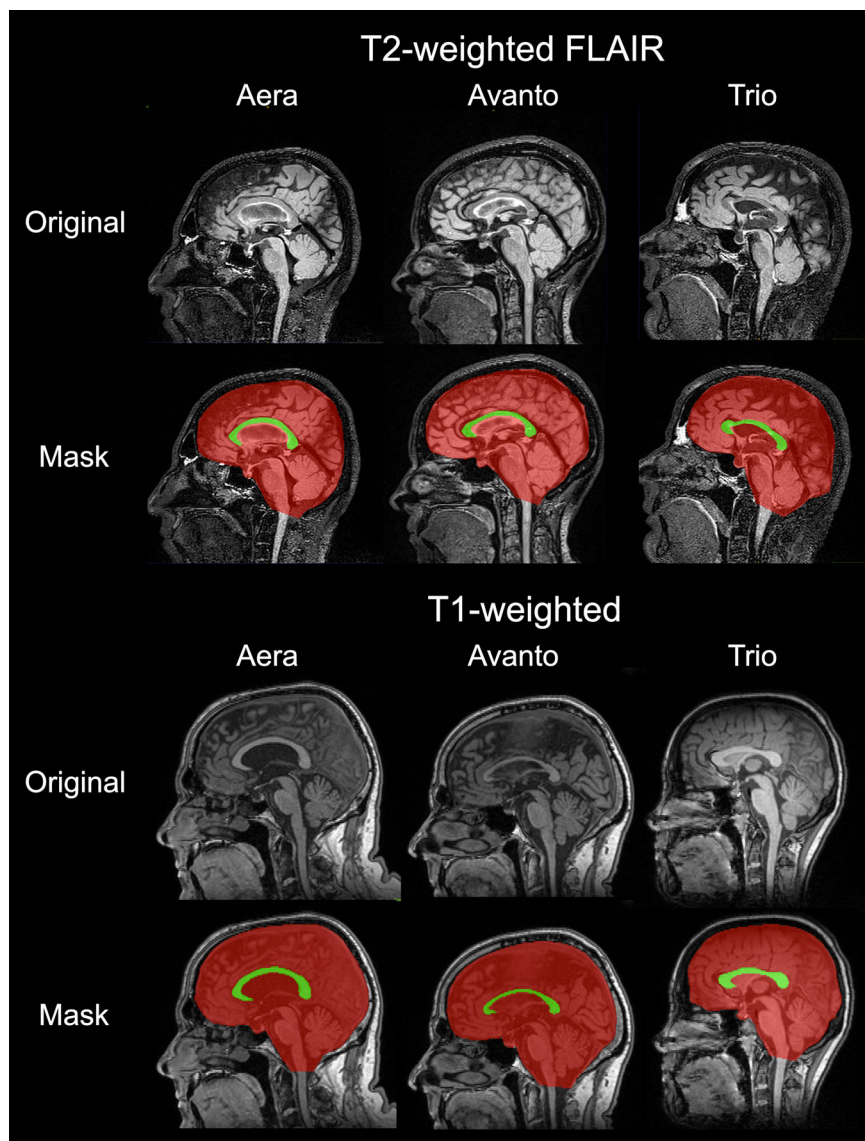 T2-weighted FLAIR
Aera Avanto Trio
Original
Mask
T1-weighted
Aera Avanto Trio
Original
Mask